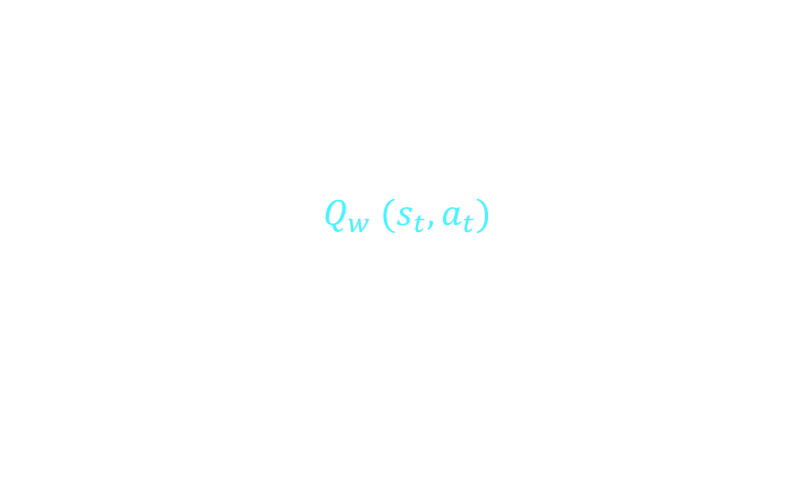 Q_w (s_t, a_t)